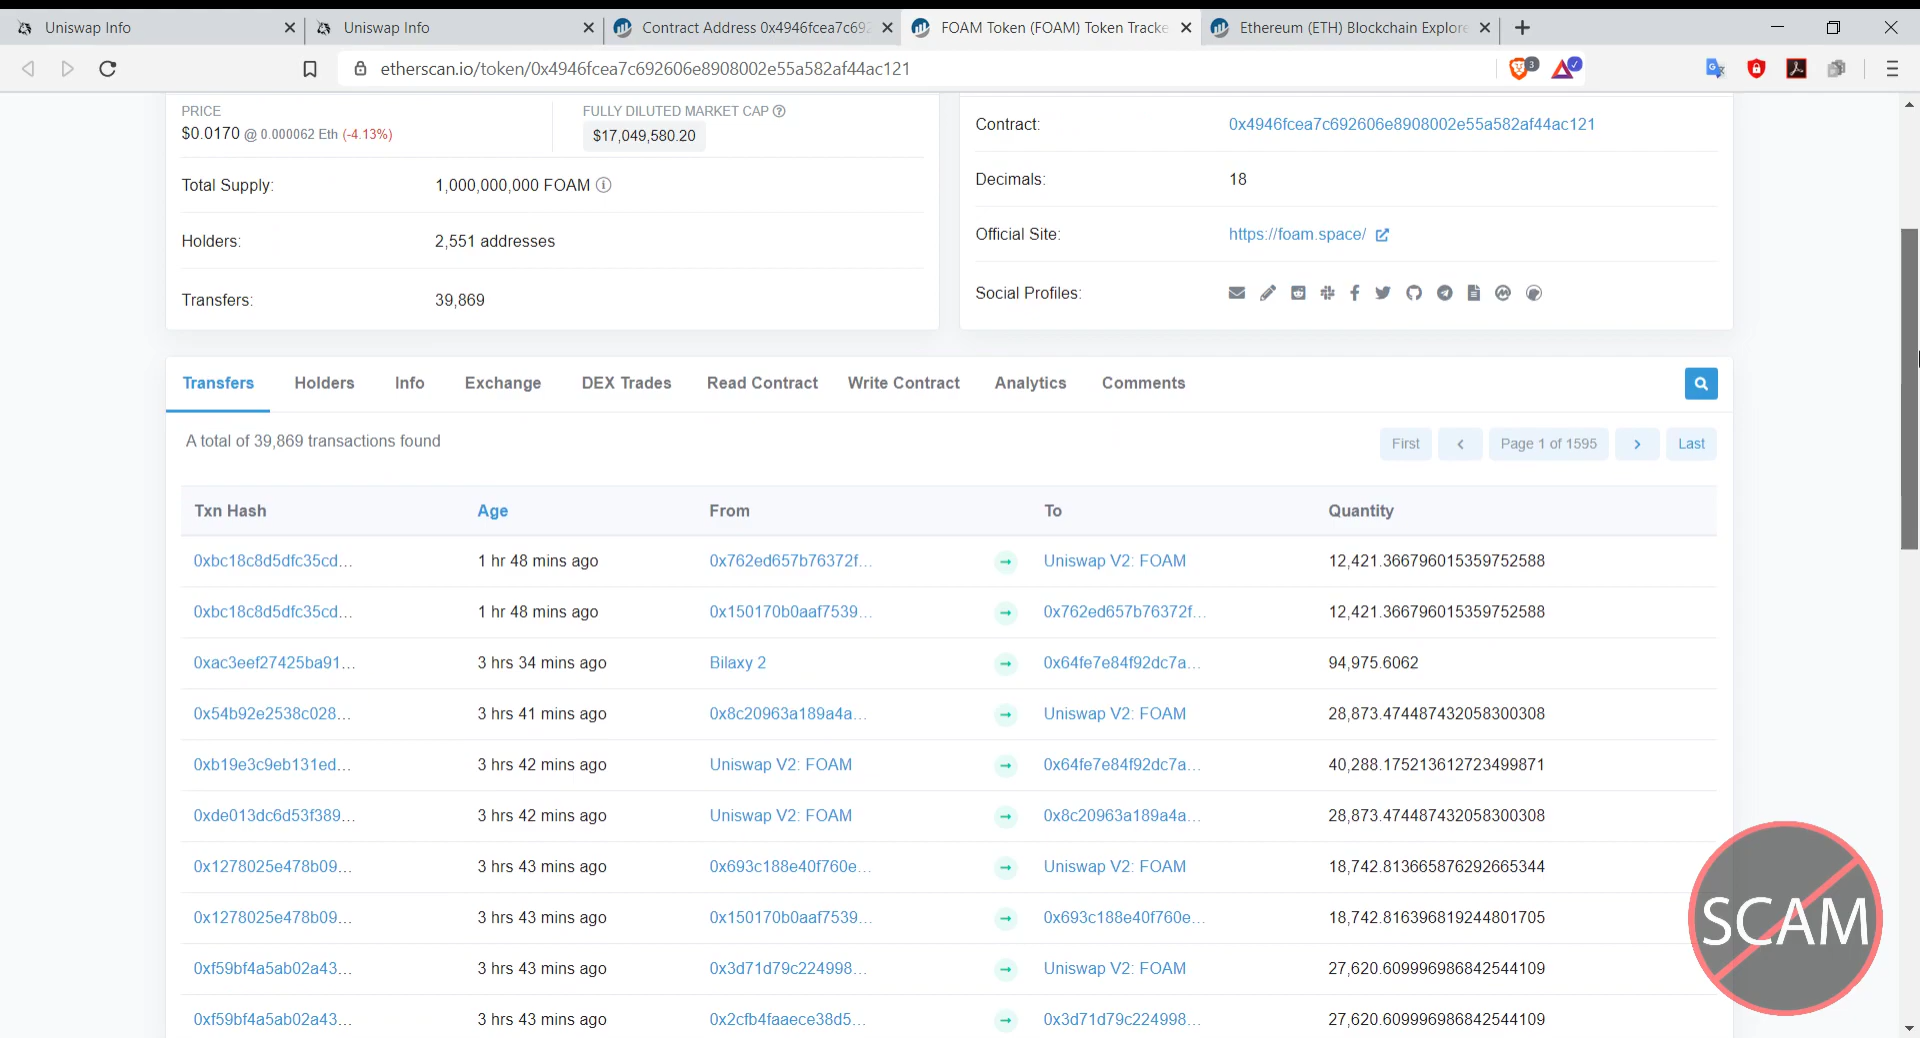 Uniswap Info
Uniswap Info
Contract Address 0x4946fcea7c692
FOAM Token (FOAM) Token Tracke
Ethereum (ETH) Blockchain Explore
etherscan.io/token/0x4946fcea7c692606e8908002e55a582af44ac121
3
PRICE
$0.0170 @ 0.000062 Eth (-4.13%)
FULLY DILUTED MARKET CAP
$17,049,580.20
Total Supply: 1,000,000,000 FOAM
Holders: 2,551 addresses
Transfers: 39,869
Contract: 0x4946fcea7c692606e8908002e55a582af44ac121
Decimals: 18
Official Site: https://foam.space/
Social Profiles:
Transfers Holders Info Exchange DEX Trades Read Contract Write Contract Analytics Comments
A total of 39,869 transactions found
First < Page 1 of 1595 > Last
Txn Hash Age From To Quantity
0xbc18c8d5dfc35cd... 1 hr 48 mins ago 0x762ed657b76372f... Uniswap V2: FOAM 12,421.366796015359752588
0xbc18c8d5dfc35cd... 1 hr 48 mins ago 0x150170b0aaf7539... 0x762ed657b76372f... 12,421.366796015359752588
0xac3eef27425ba91... 3 hrs 34 mins ago Bilaxy 2 0x64fe7e84f92dc7a... 94,975.6062
0x54b92e2538c028... 3 hrs 41 mins ago 0x8c20963a189a4a... Uniswap V2: FOAM 28,873.474487432058300308
0xb19e3c9eb131ed... 3 hrs 42 mins ago Uniswap V2: FOAM 0x64fe7e84f92dc7a... 40,288.175213612723499871
0xde013dc6d53f389... 3 hrs 42 mins ago Uniswap V2: FOAM 0x8c20963a189a4a... 28,873.474487432058300308
0x1278025e478b09... 3 hrs 43 mins ago 0x693c188e40f760e... Uniswap V2: FOAM 18,742.813665876292665344
0x1278025e478b09... 3 hrs 43 mins ago 0x150170b0aaf7539... 0x693c188e40f760e... 18,742.816396819244801705
0xf59bf4a5ab02a43... 3 hrs 43 mins ago 0x3d71d79c224998... Uniswap V2: FOAM 27,620.609996986842544109
0xf59bf4a5ab02a43... 3 hrs 43 mins ago 0x2cfb4faaece38d5... 0x3d71d79c224998... 27,620.609996986842544109
SCAM